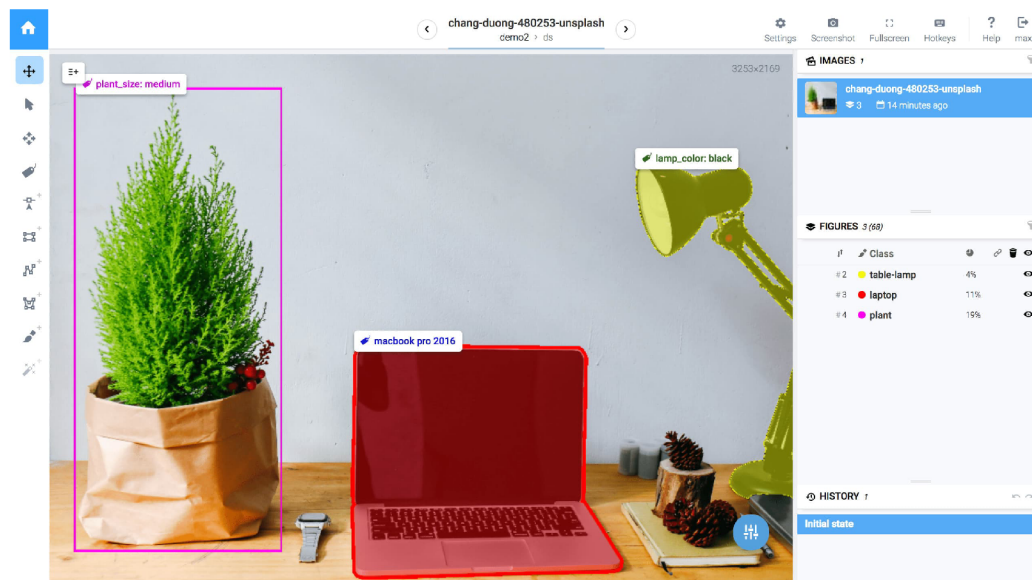 chang-duong-480253-unsplash
demo2 > ds
Settings
Screenshot
Fullscreen
Hotkeys
Help
max
plant_size: medium
3253x2169
lamp_color: black
macbook pro 2016
IMAGES 1
chang-duong-480253-unsplash
3 14 minutes ago
FIGURES 3 (68)
Class
#2 table-lamp 4%
#3 laptop 11%
#4 plant 19%
HISTORY 1
Initial state